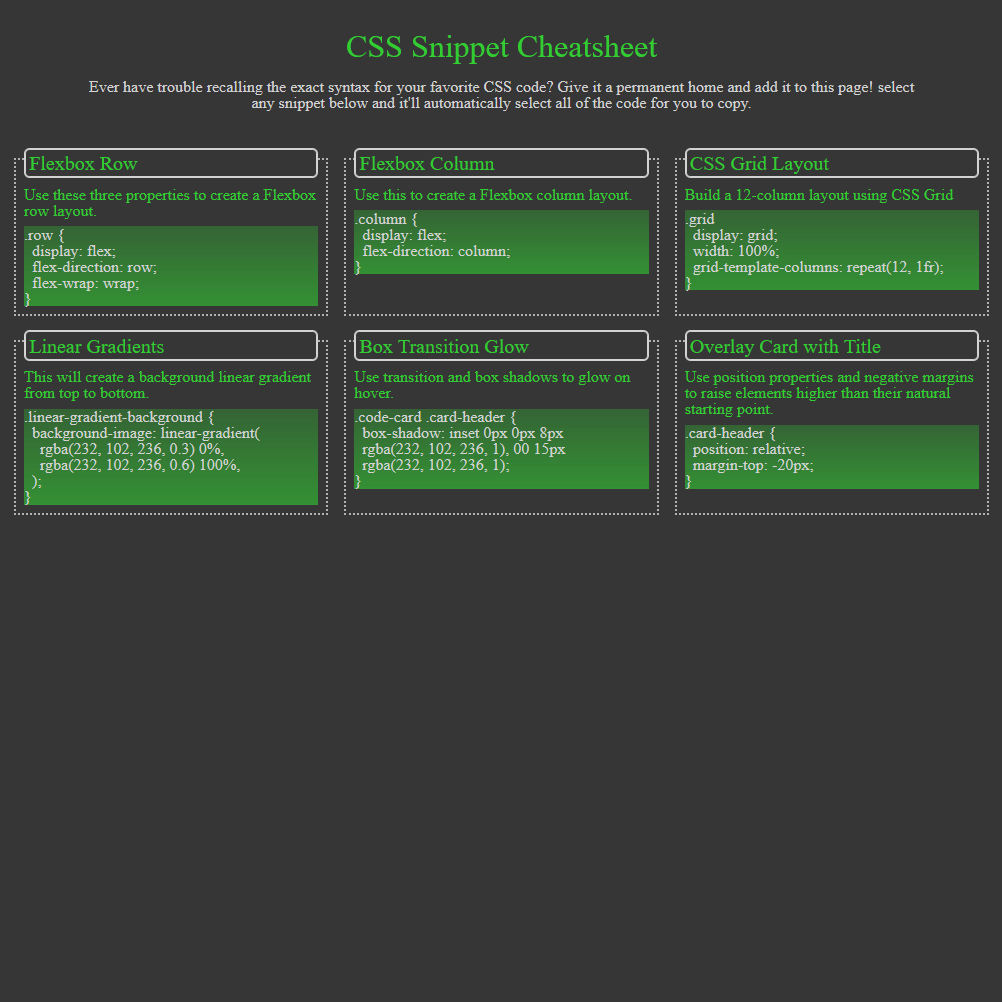 CSS Snippet Cheatsheet
Ever have trouble recalling the exact syntax for your favorite CSS code? Give it a permanent home and add it to this page! select
any snippet below and it'll automatically select all of the code for you to copy.
Flexbox Row
Use these three properties to create a Flexbox
row layout.
.row {
  display: flex;
  flex-direction: row;
  flex-wrap: wrap;
}
Flexbox Column
Use this to create a Flexbox column layout.
.column {
  display: flex;
  flex-direction: column;
}
CSS Grid Layout
Build a 12-column layout using CSS Grid
.grid
  display: grid;
  width: 100%;
  grid-template-columns: repeat(12, 1fr);
}
Linear Gradients
This will create a background linear gradient
from top to bottom.
.linear-gradient-background {
  background-image: linear-gradient(
    rgba(232, 102, 236, 0.3) 0%,
    rgba(232, 102, 236, 0.6) 100%,
  );
}
Box Transition Glow
Use transition and box shadows to glow on
hover.
.code-card .card-header {
  box-shadow: inset 0px 0px 8px
  rgba(232, 102, 236, 1), 00 15px
  rgba(232, 102, 236, 1);
}
Overlay Card with Title
Use position properties and negative margins
to raise elements higher than their natural
starting point.
.card-header {
  position: relative;
  margin-top: -20px;
}